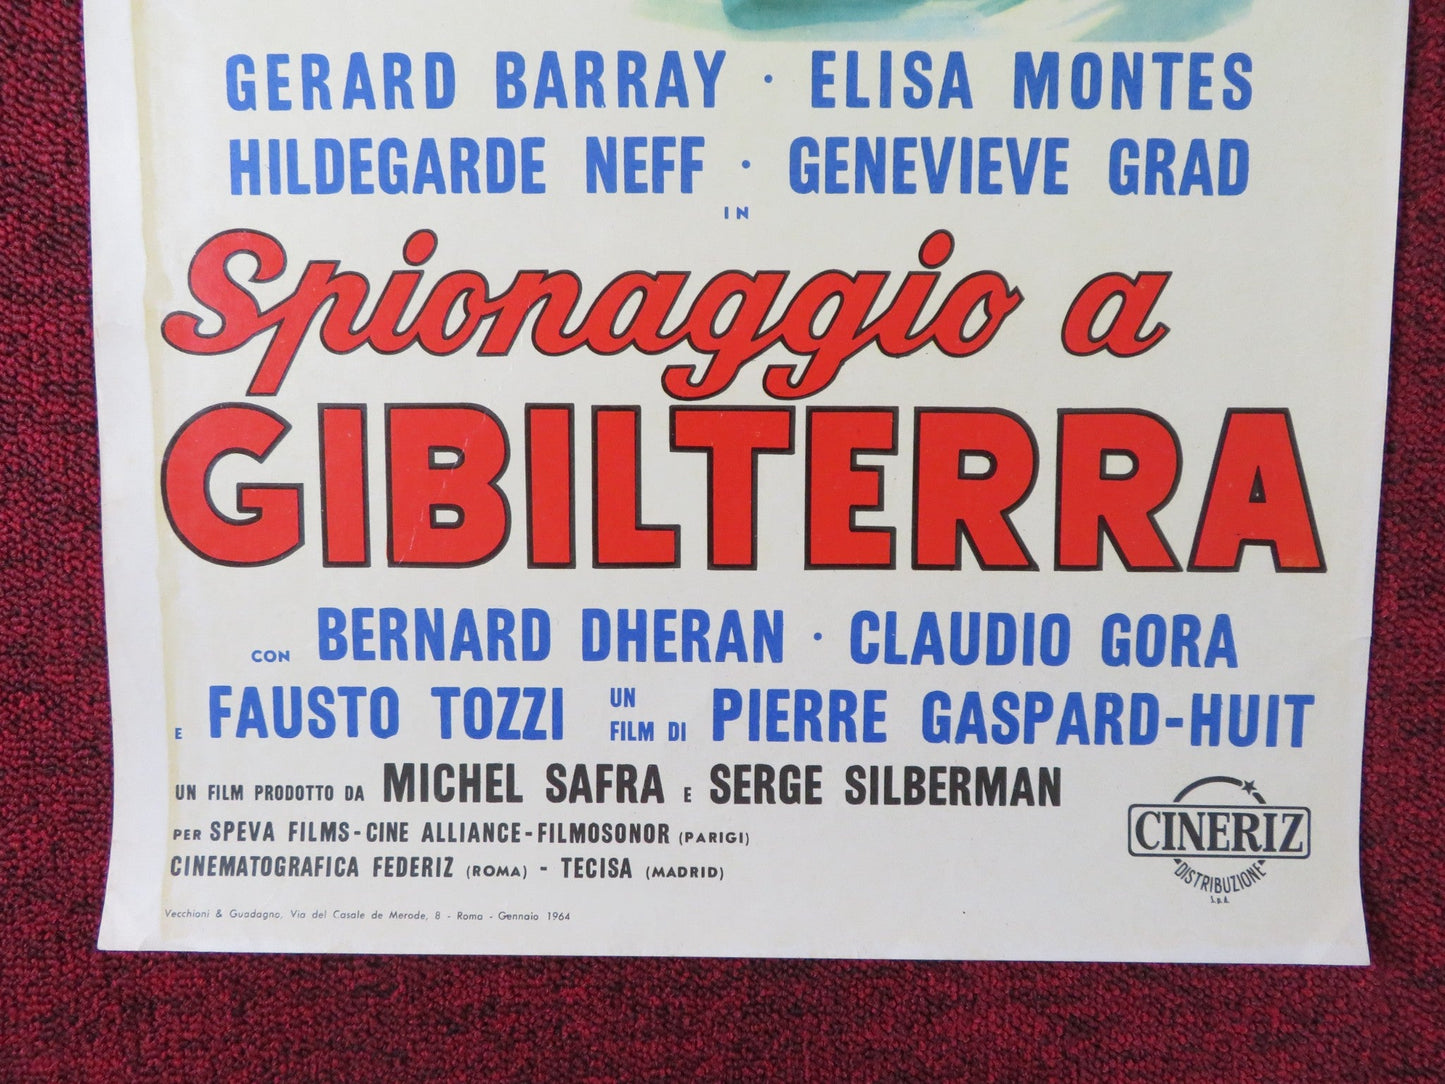 GERARD BARRAY · ELISA MONTES
HILDEGARDE NEFF · GENEVIEVE GRAD
IN
Spionaggio a
GIBILTERRA
CON BERNARD DHERAN · CLAUDIO GORA
E FAUSTO TOZZI UN FILM DI PIERRE GASPARD-HUIT
UN FILM PRODOTTO DA MICHEL SAFRA E SERGE SILBERMAN
PER SPEVA FILMS-CINE ALLIANCE-FILMOSONOR (PARIGI)
CINEMATOGRAFICA FEDERIZ (ROMA) - TECISA (MADRID)
CINERIZ
DISTRIBUZIONE
S.p.A.
Vecchioni & Guadagno, Via del Casale de Merode, 8 - Roma - Gennaio 1964